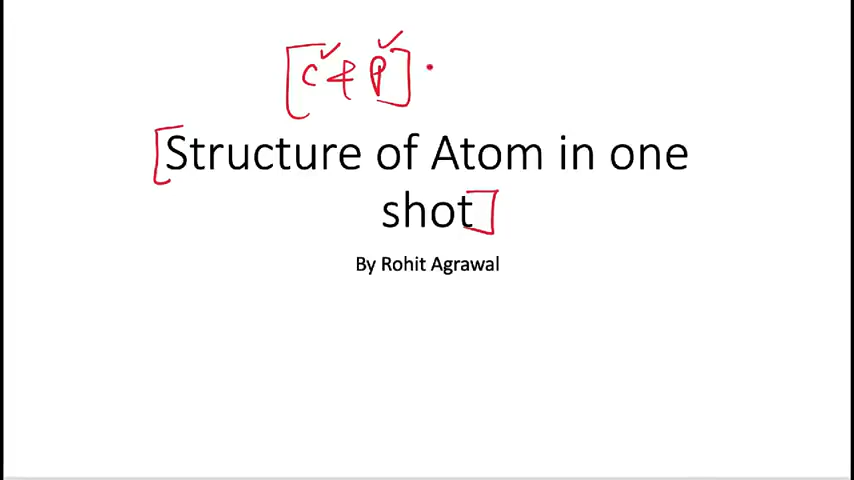 [C & P]
[Structure of Atom in one
shot]
By Rohit Agrawal